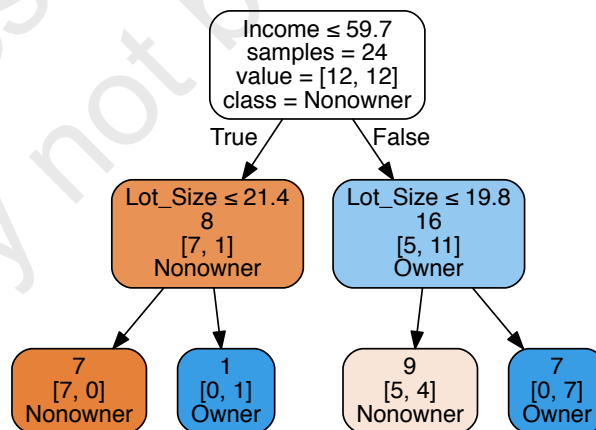 Income ≤ 59.7
samples = 24
value = [12, 12]
class = Nonowner
True
False
Lot_Size ≤ 21.4
8
[7, 1]
Nonowner
Lot_Size ≤ 19.8
16
[5, 11]
Owner
7
[7, 0]
Nonowner
1
[0, 1]
Owner
9
[5, 4]
Nonowner
7
[0, 7]
Owner
y not b